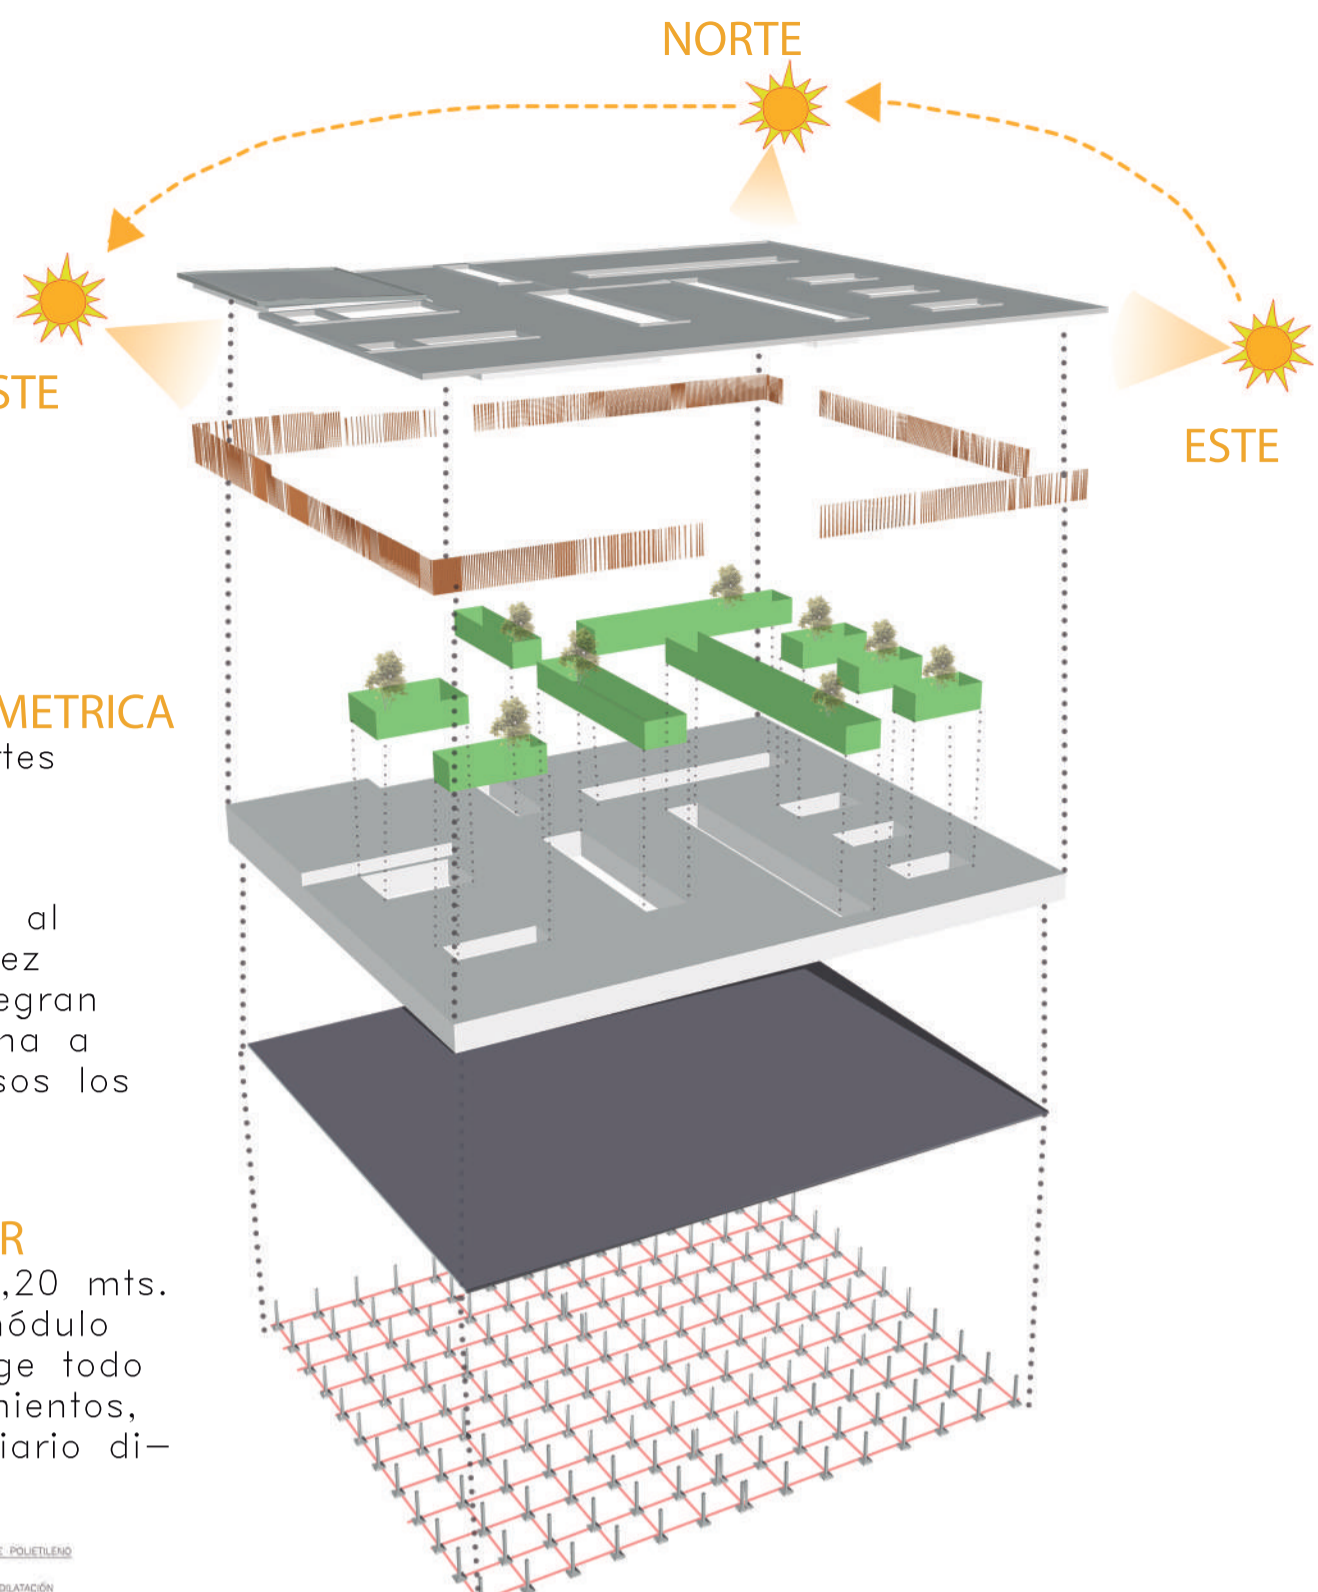 NORTE
STE
ESTE
METRICA
tes
al
ez
egran
na a
sos los
R
,20 mts.
módulo
ge todo
mientos,
iario di-
E POLIETILENO
DILATACIÓN